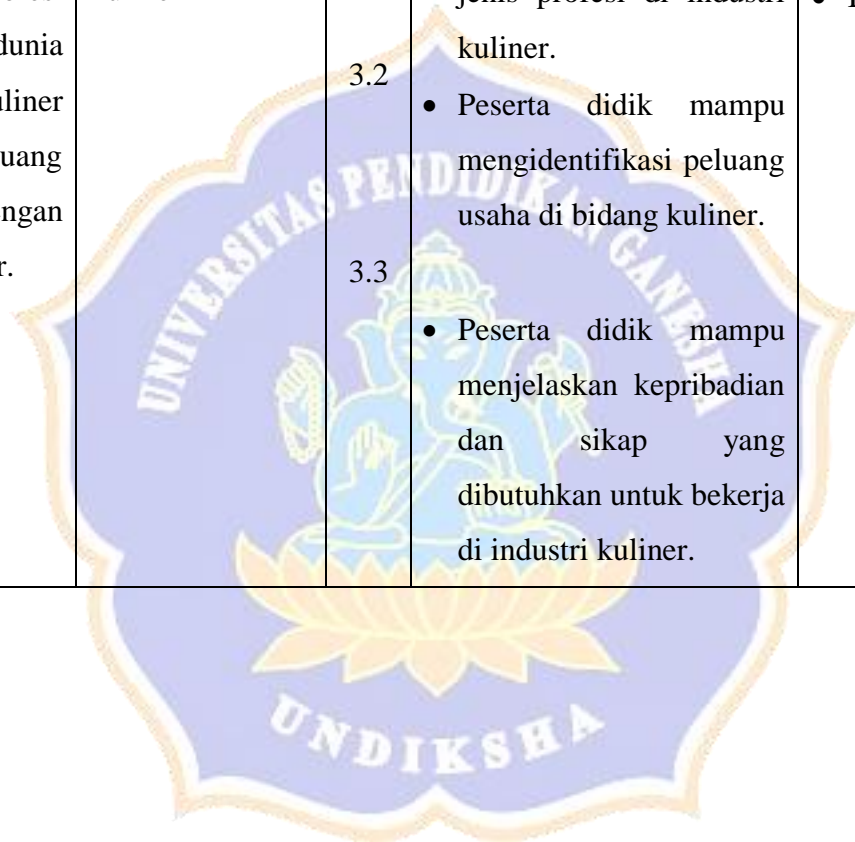 dunia
uliner
uang
engan
r.
3.2
3.3
jenis profesi di industri
kuliner.
• Peserta didik mampu
mengidentifikasi peluang
usaha di bidang kuliner.
• Peserta didik mampu
menjelaskan kepribadian
dan sikap yang
dibutuhkan untuk bekerja
di industri kuliner.
UNIVERSITAS PENDIDIKAN GANESHA
UNDIKSHA